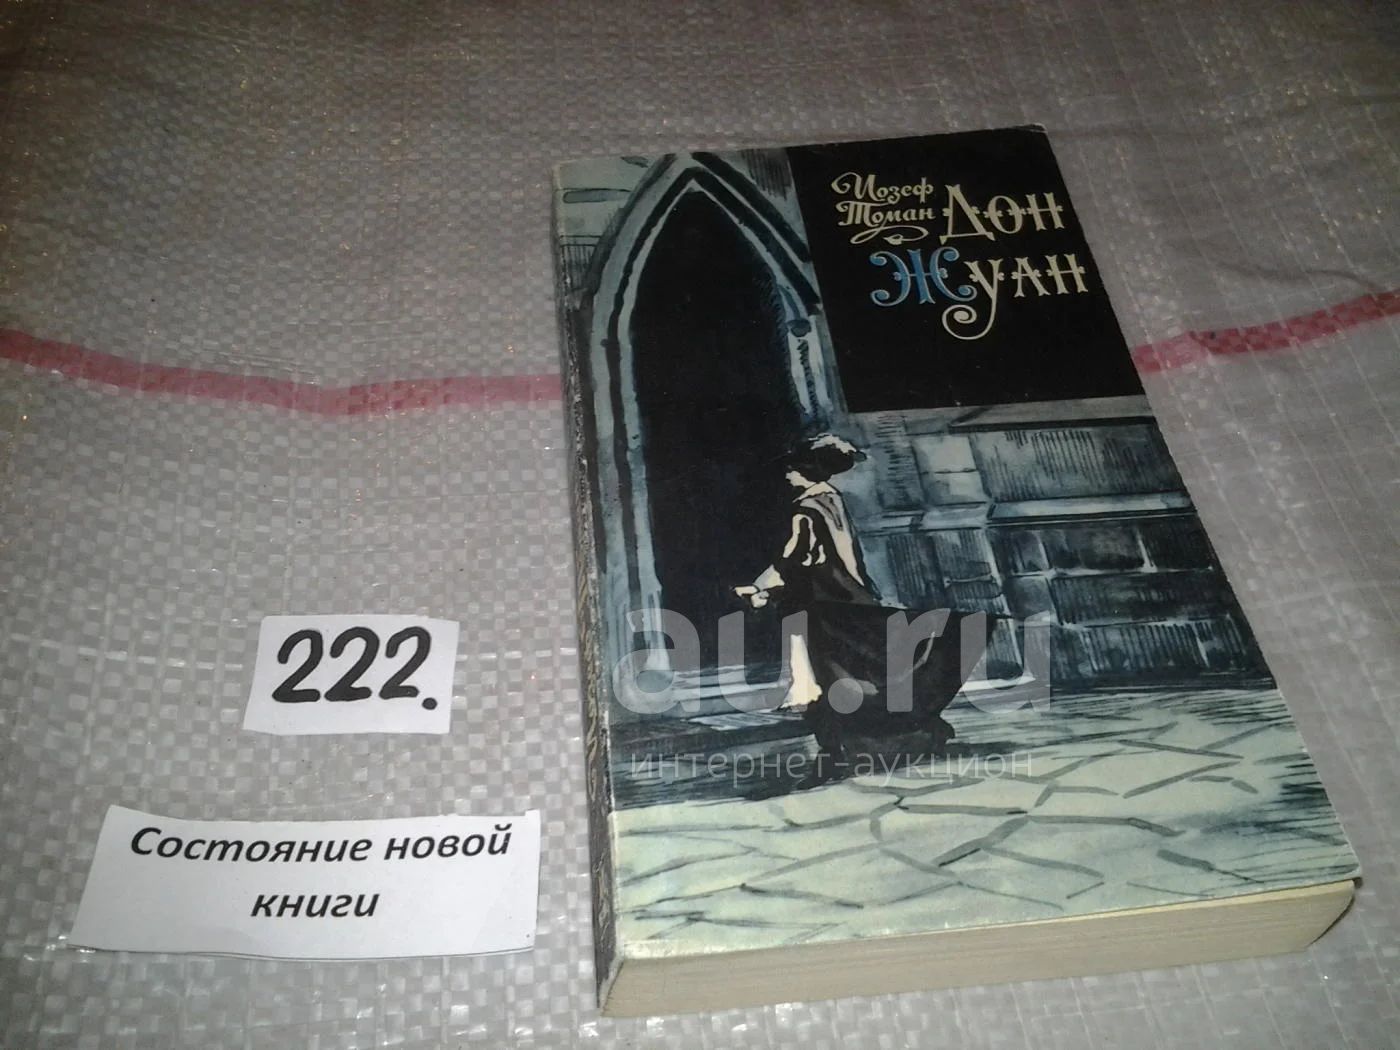 Иозеф
Томан
Дон
Жуан
222.
Состояние новой
книги
au.ru
интернет-аукцион